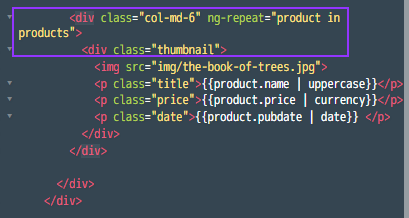 <div class="col-md-6" ng-repeat="product in
products">
<div class="thumbnail">
<img src="img/the-book-of-trees.jpg">
<p class="title">{{product.name | uppercase}}</p>
<p class="price">{{product.price | currency}}</p>
<p class="date">{{product.pubdate | date}} </p>
</div>
</div>
</div>
</div>